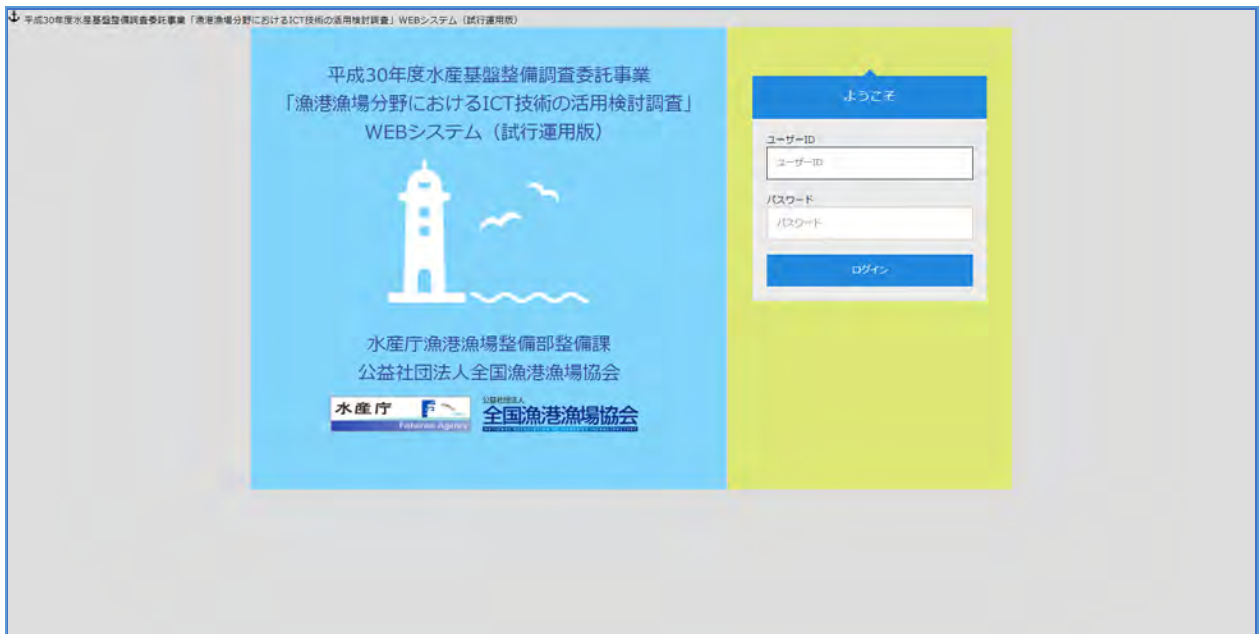 平成30年度水産基盤整備調査委託事業「漁港漁場分野におけるICT技術の活用検討調査」WEBシステム（試行運用版）
平成30年度水産基盤整備調査委託事業
「漁港漁場分野におけるICT技術の活用検討調査」
WEBシステム（試行運用版）
水産庁漁港漁場整備部整備課
公益社団法人全国漁港漁場協会
水産庁
Fisheries Agency
公益社団法人
全国漁港漁場協会
ようこそ
ユーザーID
ユーザーID
パスワード
パスワード
ログイン